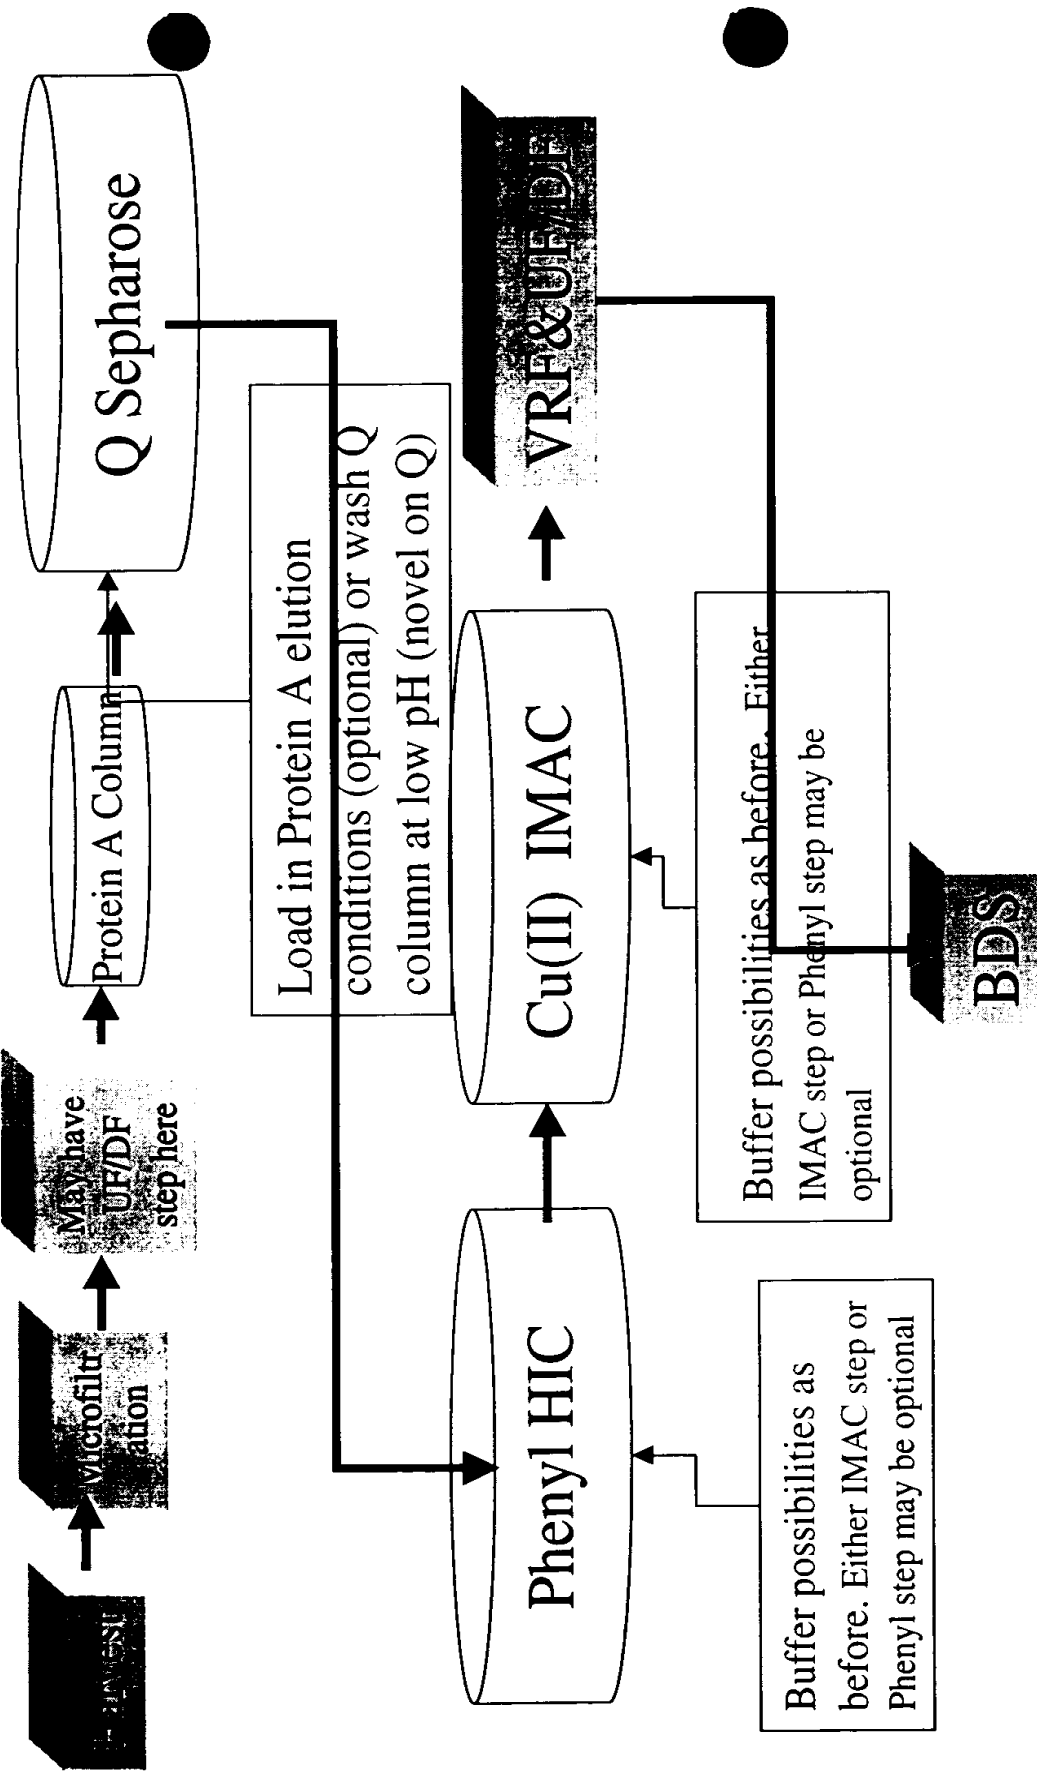 Microfiltr
ation
May have
UF/DF
step here
Protein A Column
Q Sepharose
Load in Protein A elution
conditions (optional) or wash Q
column at low pH (novel on Q)
Phenyl HIC
Cu(II) IMAC
VRF&UF/DF
Buffer possibilities as
before. Either IMAC step or
Phenyl step may be optional
Buffer possibilities as before. Either
IMAC step or Phenyl step may be
optional
BDS